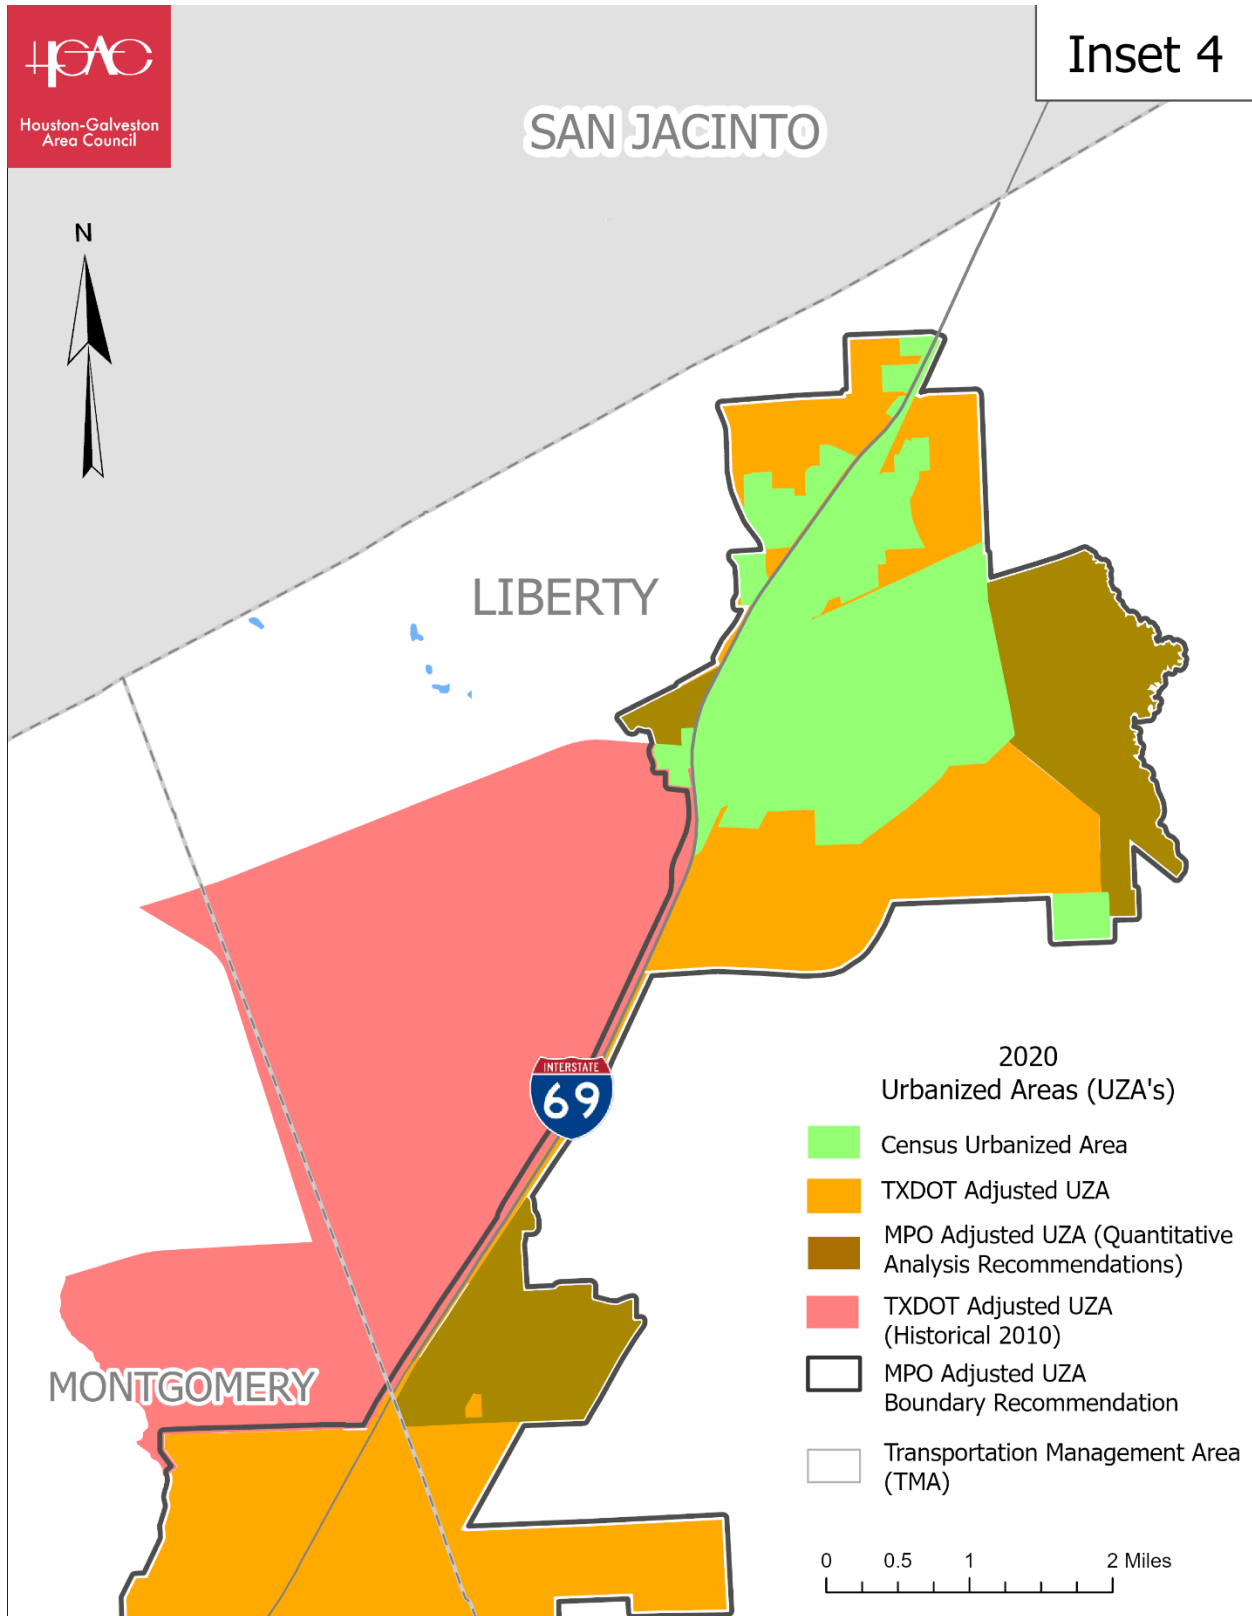 HGAC
Houston-Galveston
Area Council
Inset 4
SAN JACINTO
N
LIBERTY
INTERSTATE
69
MONTGOMERY
2020
Urbanized Areas (UZA's)
Census Urbanized Area
TXDOT Adjusted UZA
MPO Adjusted UZA (Quantitative
Analysis Recommendations)
TXDOT Adjusted UZA
(Historical 2010)
MPO Adjusted UZA
Boundary Recommendation
Transportation Management Area
(TMA)
0 0.5 1 2 Miles